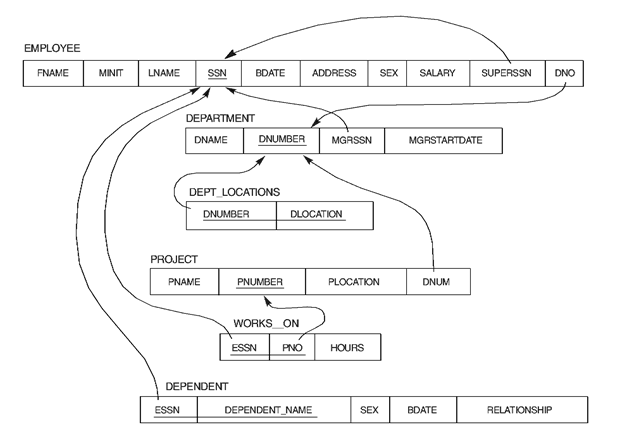 EMPLOYEE
FNAME MINIT LNAME SSN BDATE ADDRESS SEX SALARY SUPERSSN DNO
DEPARTMENT
DNAME DNUMBER MGRSSN MGRSTARTDATE
DEPT_LOCATIONS
DNUMBER DLOCATION
PROJECT
PNAME PNUMBER PLOCATION DNUM
WORKS_ON
ESSN PNO HOURS
DEPENDENT
ESSN DEPENDENT_NAME SEX BDATE RELATIONSHIP